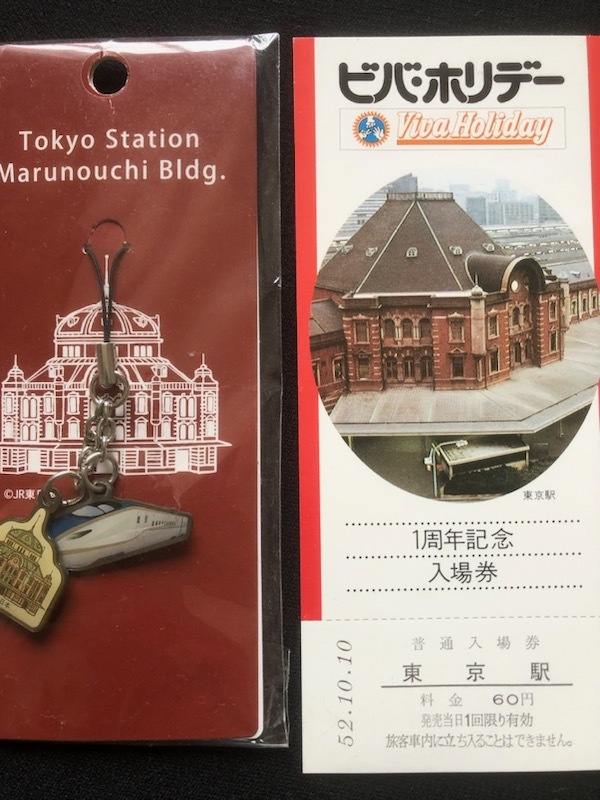 Tokyo Station
Marunouchi Bldg.
©JR東
ビバ・ホリデー
Viva Holiday
東京駅
1周年記念
入場券
52.10.10
普通入場券
東京駅
料金 60円
発売当日1回限り有効
旅客車内に立ち入ることはできません。